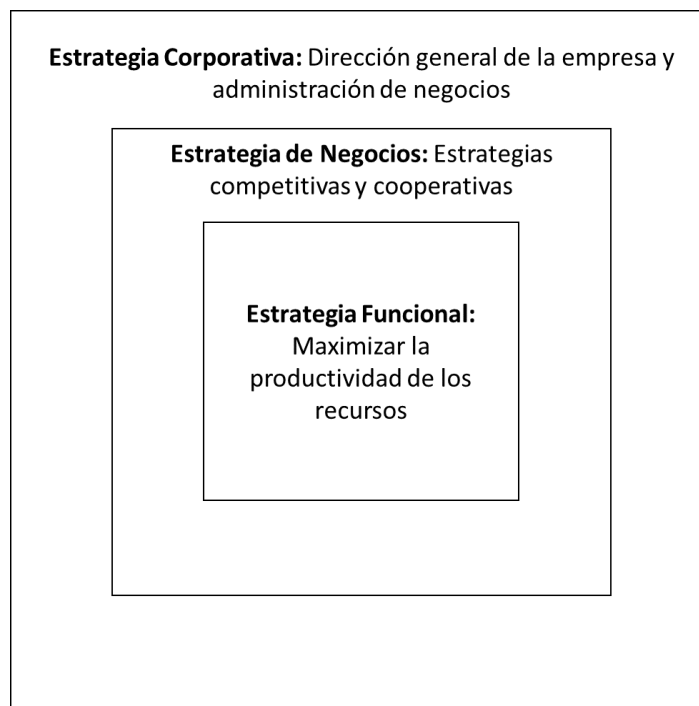 Estrategia Corporativa: Dirección general de la empresa y
administración de negocios
Estrategia de Negocios: Estrategias
competitivas y cooperativas
Estrategia Funcional:
Maximizar la
productividad de los
recursos